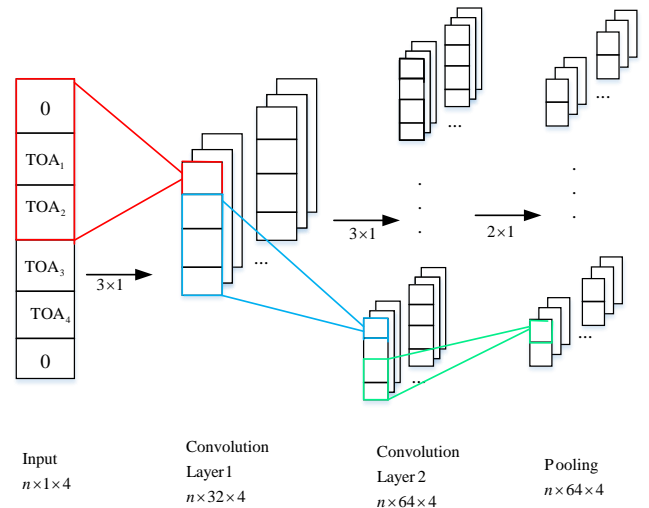 0
TOA₁
TOA₂
TOA₃
TOA₄
0
3×1
...
3×1
...
...
2×1
...
...
Input
n×1×4
Convolution
Layer1
n×32×4
Convolution
Layer 2
n×64×4
Pooling
n×64×4